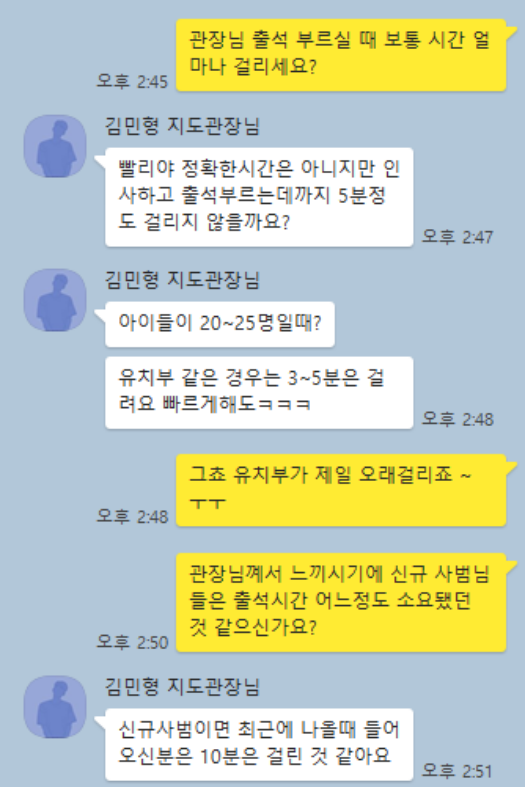 관장님 출석 부르실 때 보통 시간 얼
마나 걸리세요?
오후 2:45
김민형 지도관장님
빨리야 정확한시간은 아니지만 인
사하고 출석부르는데까지 5분정
도 걸리지 않을까요?
오후 2:47
김민형 지도관장님
아이들이 20~25명일때?
유치부 같은 경우는 3~5분은 걸
려요 빠르게해도ㅋㅋㅋ
오후 2:48
그쵸 유치부가 제일 오래걸리죠 ~
ㅜㅜ
오후 2:48
관장님꼐서 느끼시기에 신규 사범님
들은 출석시간 어느정도 소요됐던
것 같으신가요?
오후 2:50
김민형 지도관장님
신규사범이면 최근에 나올때 들어
오신분은 10분은 걸린 것 같아요
오후 2:51